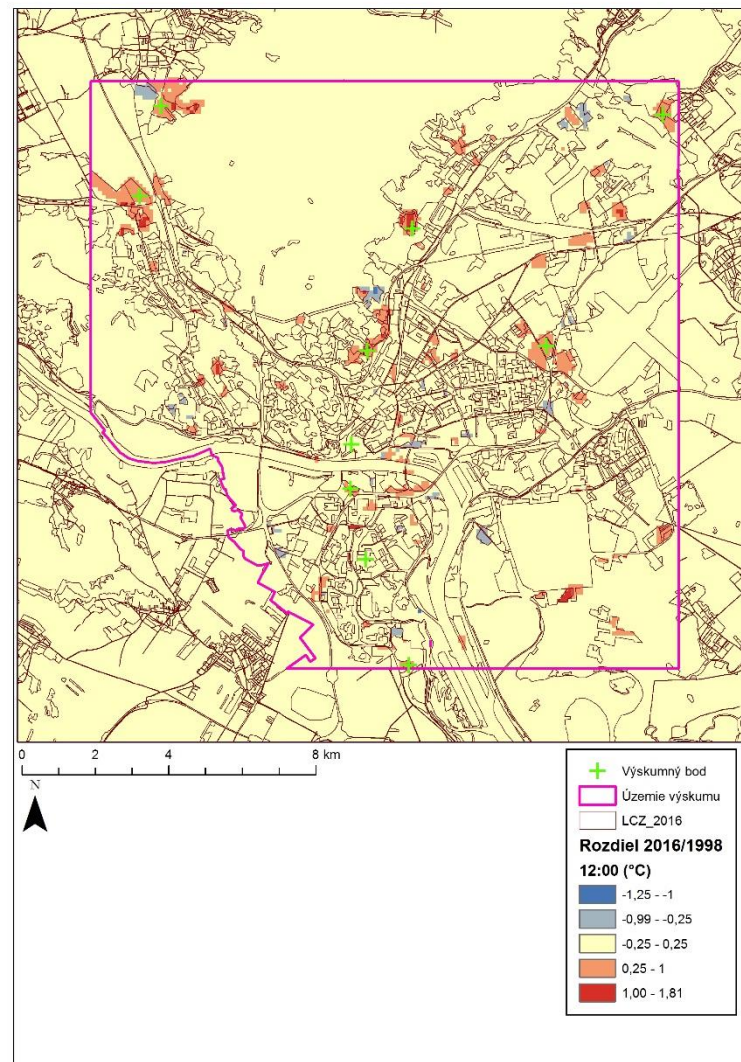 0 2 4 8 km
N
Výskumný bod
Územie výskumu
LCZ_2016
Rozdiel 2016/1998
12:00 (°C)
-1,25 - -1
-0,99 - -0,25
-0,25 - 0,25
0,25 - 1
1,00 - 1,81